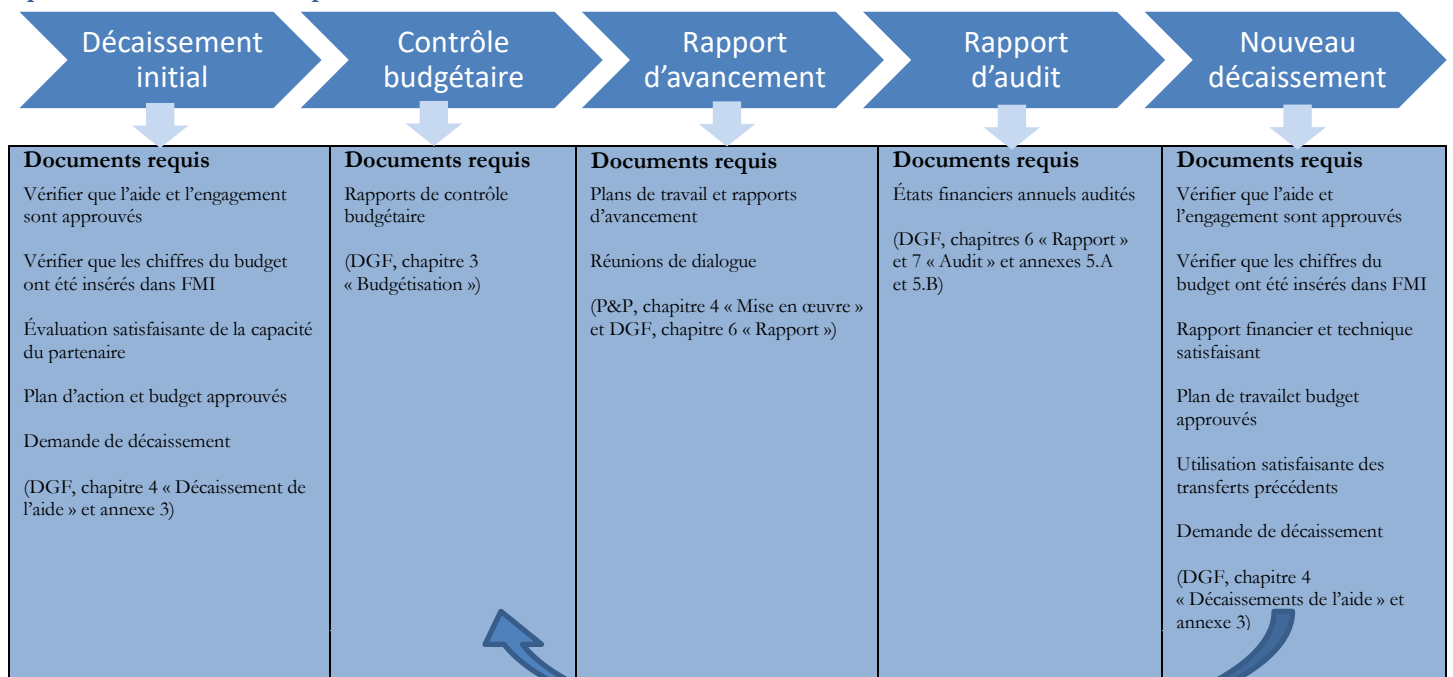 Décaissement
initial
Contrôle
budgétaire
Rapport
d’avancement
Rapport
d’audit
Nouveau
décaissement
Documents requis
Vérifier que l’aide et l’engagement
sont approuvés
Vérifier que les chiffres du budget
ont été insérés dans FMI
Évaluation satisfaisante de la capacité
du partenaire
Plan d’action et budget approuvés
Demande de décaissement
(DGF, chapitre 4 « Décaissement de
l’aide » et annexe 3)
Documents requis
Rapports de contrôle
budgétaire
(DGF, chapitre 3
« Budgétisation »)
Documents requis
Plans de travail et rapports
d’avancement
Réunions de dialogue
(P&P, chapitre 4 « Mise en œuvre »
et DGF, chapitre 6 « Rapport »)
Documents requis
États financiers annuels audités
(DGF, chapitres 6 « Rapport »
et 7 « Audit » et annexes 5.A
et 5.B)
Documents requis
Vérifier que l’aide et
l’engagement sont approuvés
Vérifier que les chiffres du
budget ont été insérés dans FMI
Rapport financier et technique
satisfaisant
Plan de travailet budget
approuvés
Utilisation satisfaisante des
transferts précédents
Demande de décaissement
(DGF, chapitre 4
« Décaissements de l’aide » et
annexe 3)